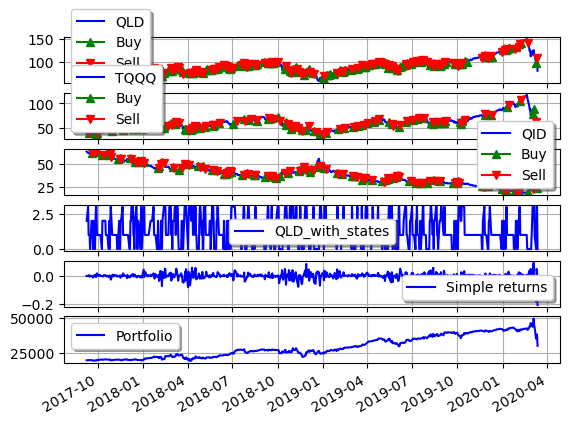 QLD
Buy
Sell
150
100
TQQQ
Buy
Sell
100
50
QID
Buy
Sell
50
25
2.5
0.0
QLD_with_states
0.0
−0.2
Simple returns
50000
25000
Portfolio
2017-10
2018-01
2018-04
2018-07
2018-10
2019-01
2019-04
2019-07
2019-10
2020-01
2020-04